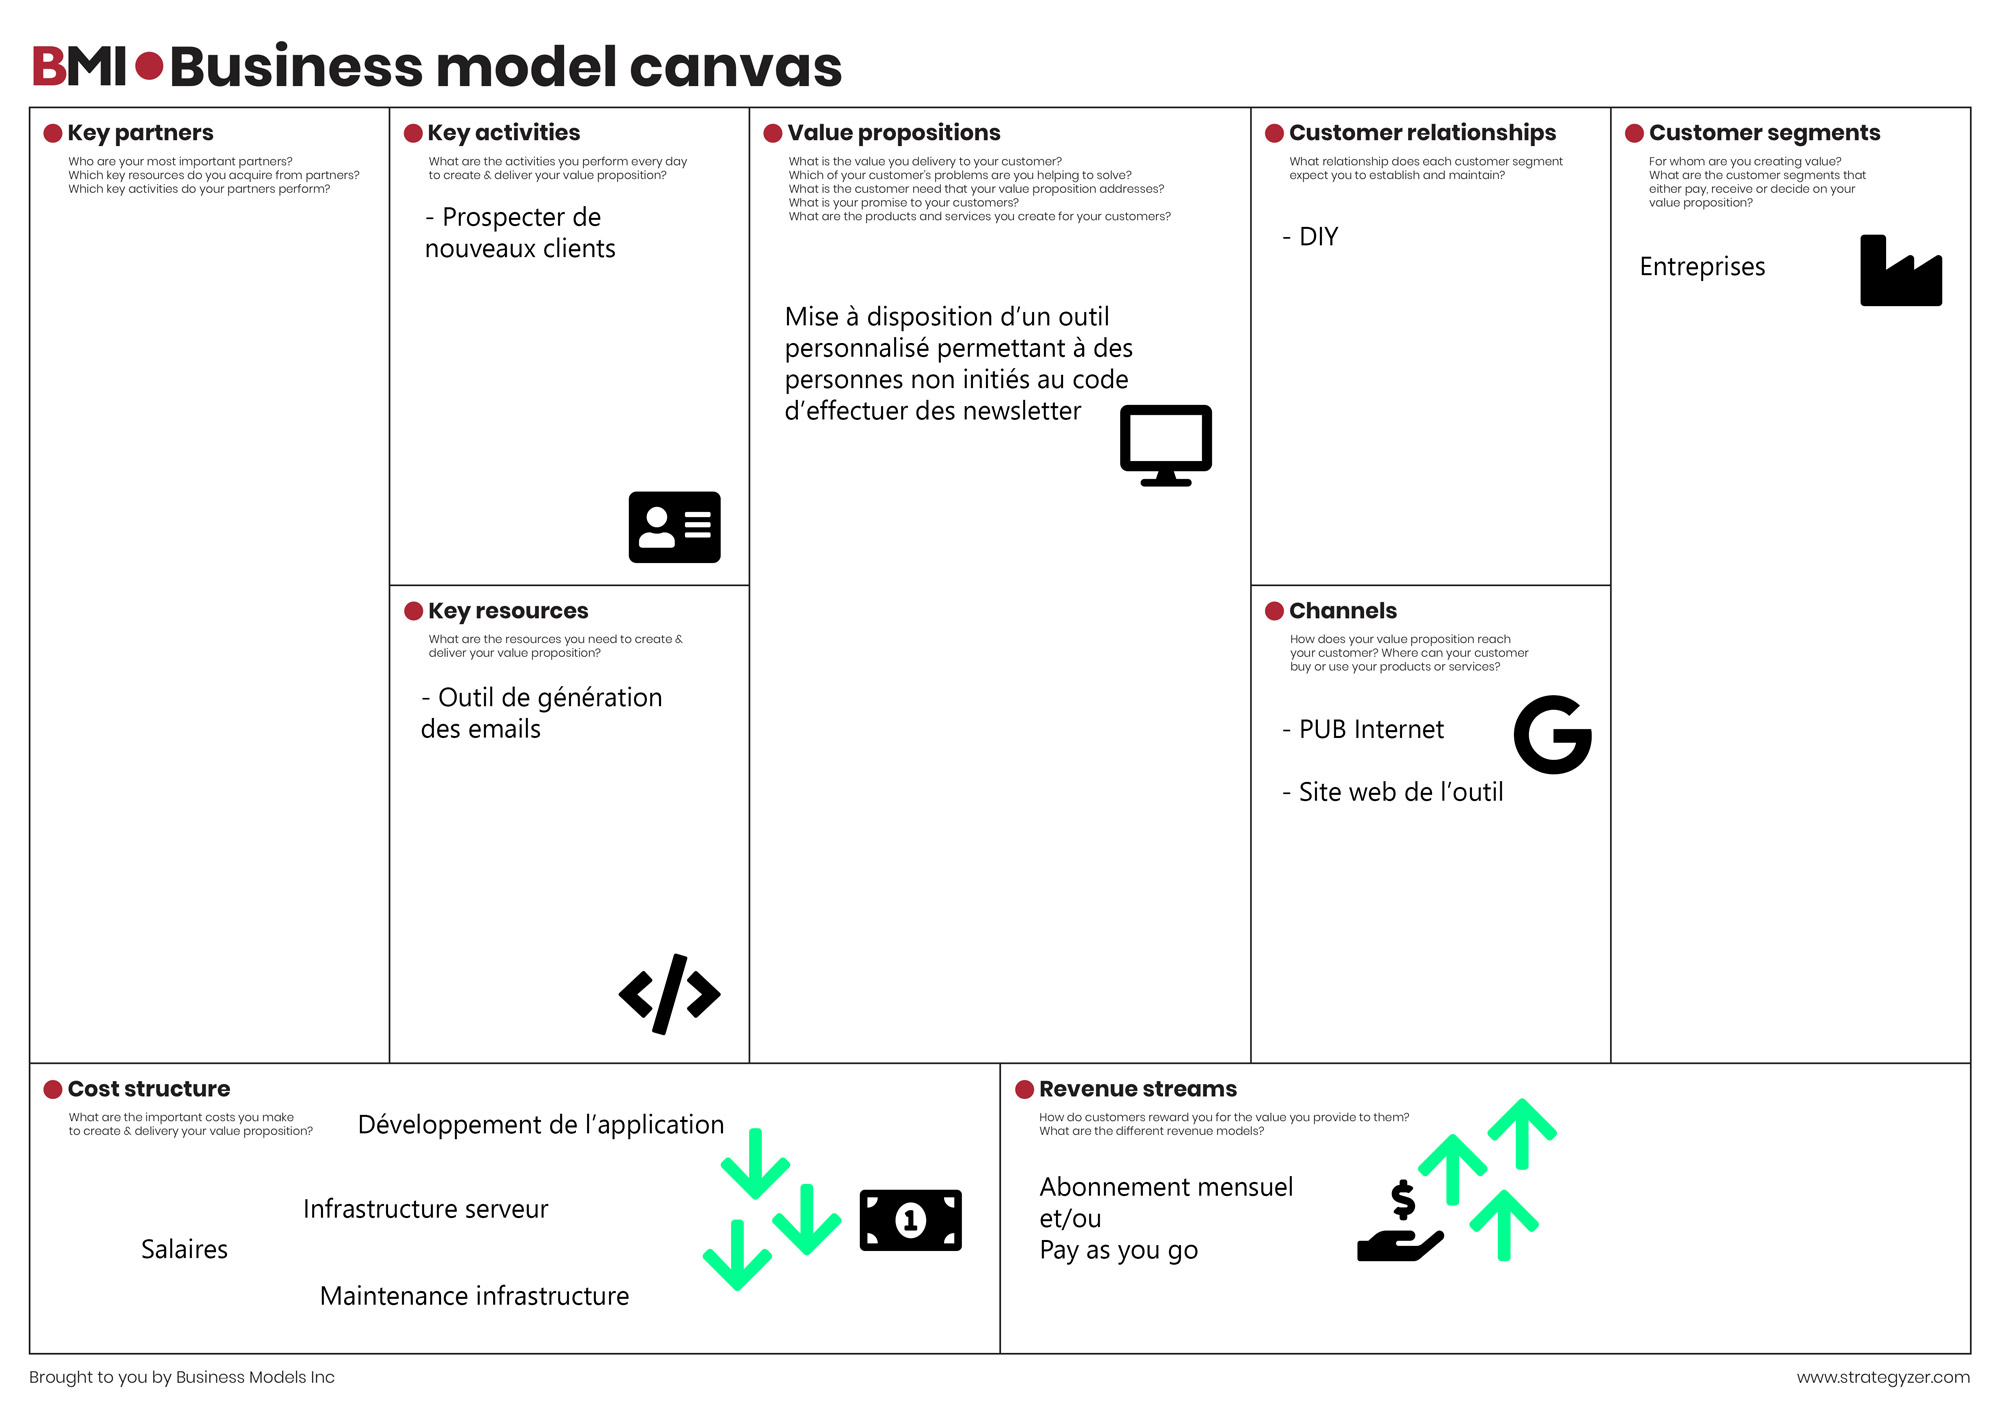 BMI Business model canvas
Key partners
Who are your most important partners?
Which key resources do you acquire from partners?
Which key activities do your partners perform?
Key activities
What are the activities you perform every day
to create & deliver your value proposition?
- Prospecter de
nouveaux clients
Key resources
What are the resources you need to create &
deliver your value proposition?
- Outil de génération
des emails
Value propositions
What is the value you delivery to your customer?
Which of your customer's problems are you helping to solve?
What is the customer need that your value proposition addresses?
What is your promise to your customers?
What are the products and services you create for your customers?
Mise à disposition d’un outil
personnalisé permettant à des
personnes non initiés au code
d’effectuer des newsletter
Customer relationships
What relationship does each customer segment
expect you to establish and maintain?
- DIY
Channels
How does your value proposition reach
your customer? Where can your customer
buy or use your products or services?
- PUB Internet
- Site web de l’outil
Customer segments
For whom are you creating value?
What are the customer segments that
either pay, receive or decide on your
value proposition?
Entreprises
Cost structure
What are the important costs you make
to create & delivery your value proposition?
Développement de l’application
Infrastructure serveur
Salaires
Maintenance infrastructure
1
Revenue streams
How do customers reward you for the value you provide to them?
What are the different revenue models?
Abonnement mensuel
et/ou
Pay as you go
$
Brought to you by Business Models Inc
www.strategyzer.com